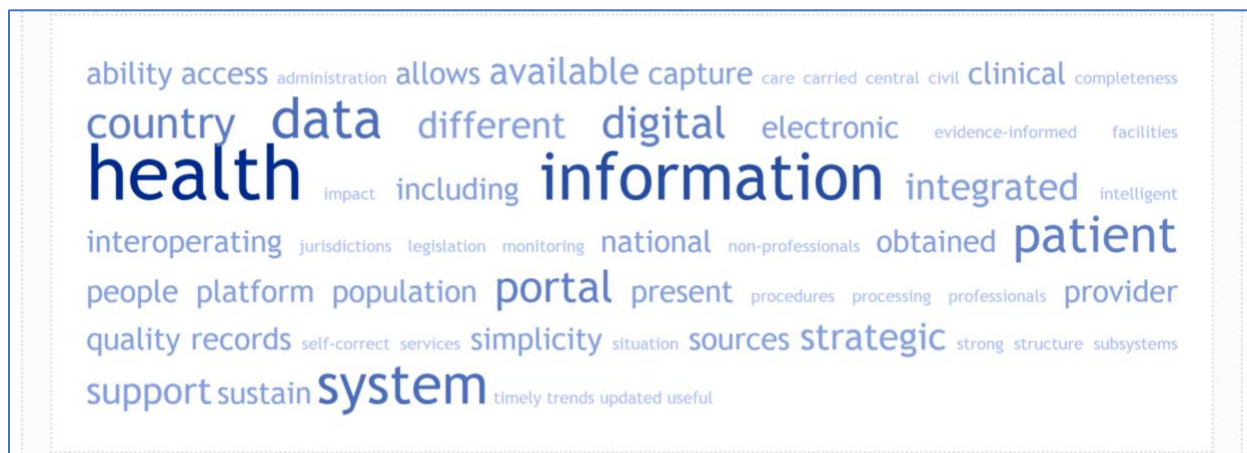 ability access administration allows available capture care carried central civil clinical completeness
country data different digital electronic evidence-informed facilities
health impact including information integrated intelligent
interoperating jurisdictions legislation monitoring national non-professionals obtained patient
people platform population portal present procedures processing professionals provider
quality records self-correct services simplicity situation sources strategic strong structure subsystems
support sustain system timely trends updated useful